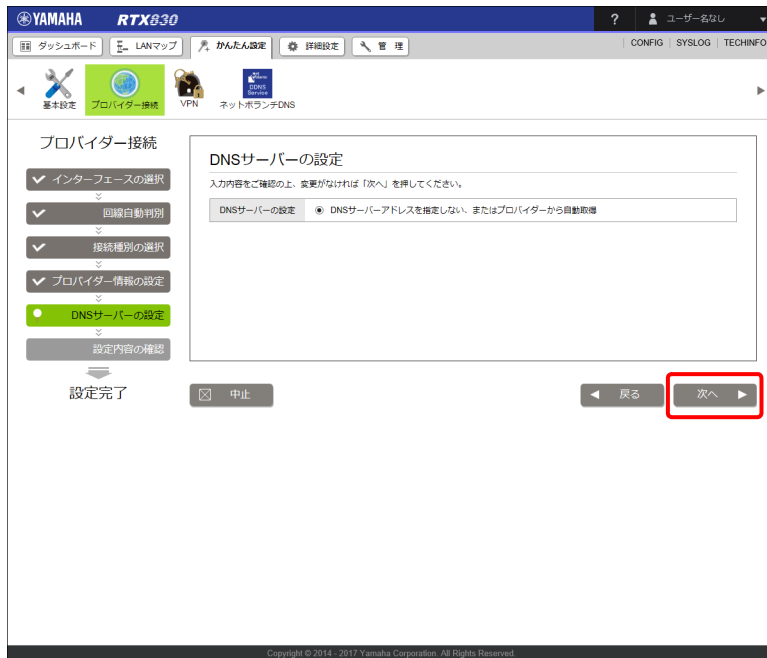 YAMAHA RTX830 ? ユーザー名なし ▼
ダッシュボード LANマップ かんたん設定 詳細設定 管 理 CONFIG SYSLOG TECHINFO
DDNS Service
基本設定 プロバイダー接続 VPN ネットボランチDNS
プロバイダー接続
インターフェースの選択
回線自動判別
接続種別の選択
プロバイダー情報の設定
DNSサーバーの設定
設定内容の確認
設定完了
DNSサーバーの設定
入力内容をご確認の上、変更がなければ「次へ」を押してください。
DNSサーバーの設定 DNSサーバーアドレスを指定しない、またはプロバイダーから自動取得
中止 戻る 次へ
Copyright © 2014 - 2017 Yamaha Corporation. All Rights Reserved.